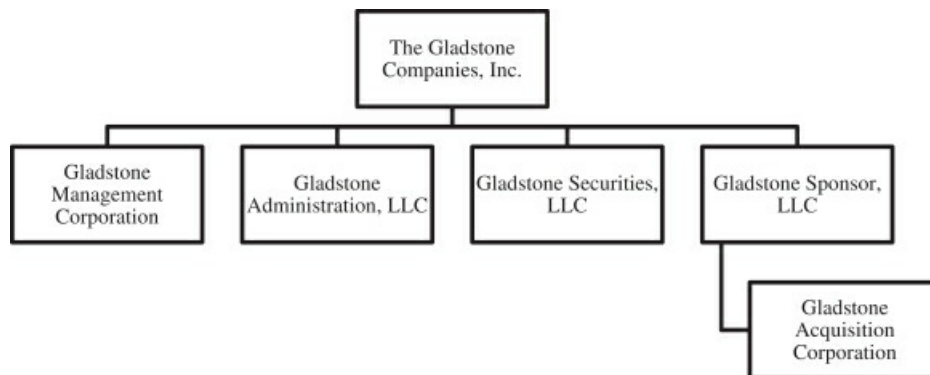 The Gladstone
Companies, Inc.
Gladstone
Management
Corporation
Gladstone
Administration, LLC
Gladstone Securities,
LLC
Gladstone Sponsor,
LLC
Gladstone
Acquisition
Corporation